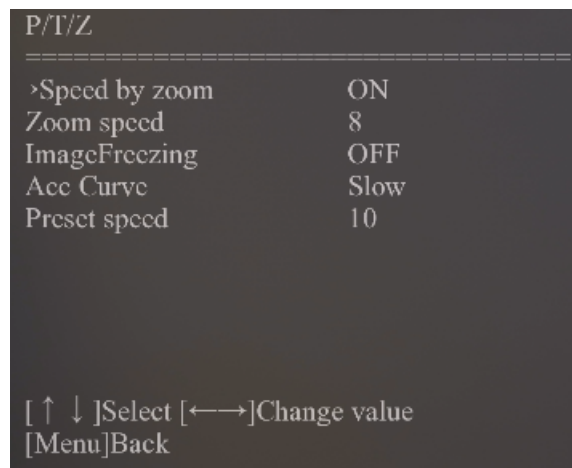 P/T/Z
==================================
›Speed by zoom ON
Zoom speed 8
ImageFreezing OFF
Acc Curve Slow
Preset speed 10
[ ↑ ↓ ]Select [←→]Change value
[Menu]Back